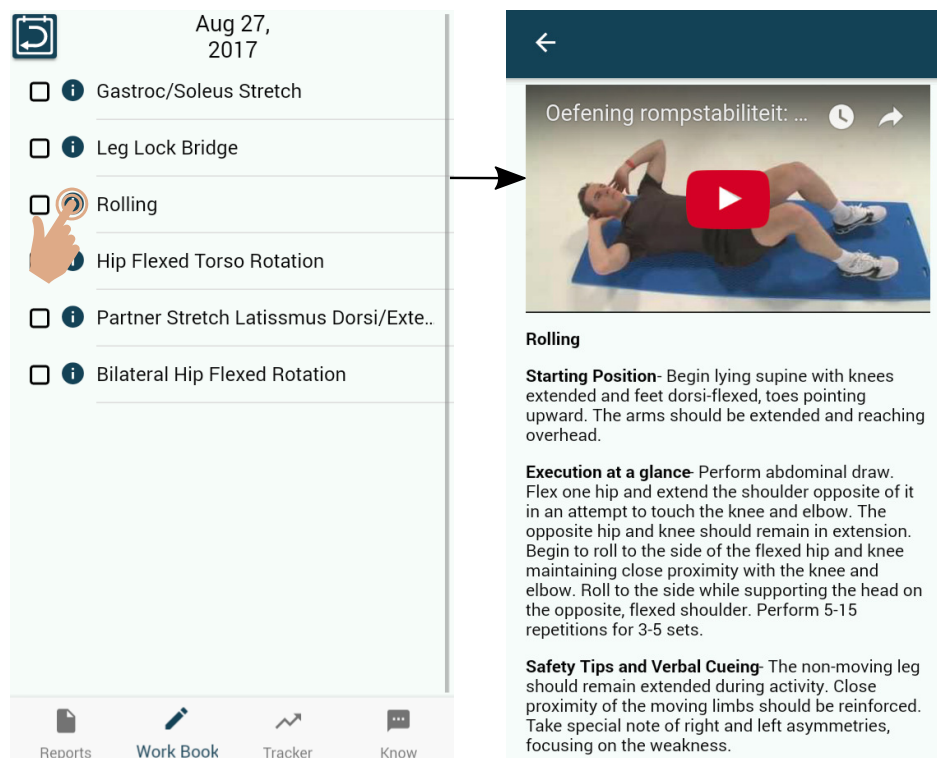 Aug 27,
2017
Gastroc/Soleus Stretch
Leg Lock Bridge
Rolling
Hip Flexed Torso Rotation
Partner Stretch Latissmus Dorsi/Exte..
Bilateral Hip Flexed Rotation
Reports
Work Book
Tracker
Know
Oefening rompstabiliteit: ...
Rolling
Starting Position- Begin lying supine with knees
extended and feet dorsi-flexed, toes pointing
upward. The arms should be extended and reaching
overhead.
Execution at a glance- Perform abdominal draw.
Flex one hip and extend the shoulder opposite of it
in an attempt to touch the knee and elbow. The
opposite hip and knee should remain in extension.
Begin to roll to the side of the flexed hip and knee
maintaining close proximity with the knee and
elbow. Roll to the side while supporting the head on
the opposite, flexed shoulder. Perform 5-15
repetitions for 3-5 sets.
Safety Tips and Verbal Cueing- The non-moving leg
should remain extended during activity. Close
proximity of the moving limbs should be reinforced.
Take special note of right and left asymmetries,
focusing on the weakness.